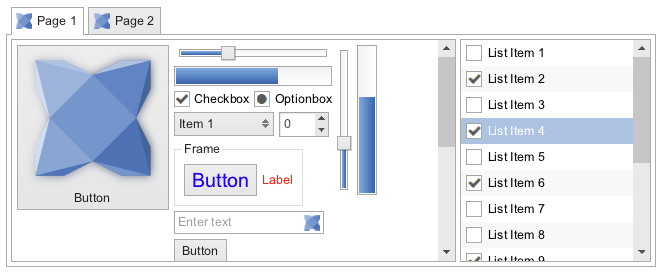 Page 1
Page 2
Button
Checkbox
Optionbox
Item 1
0
Frame
Button
Label
Enter text
Button
List Item 1
List Item 2
List Item 3
List Item 4
List Item 5
List Item 6
List Item 7
List Item 8
List Item 9